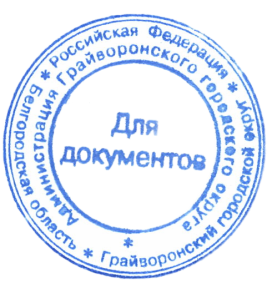 * Российская Федерация * Грайворонский городской округ * Белгородская область
Администрация Грайворонского городского округа *
Для
документов